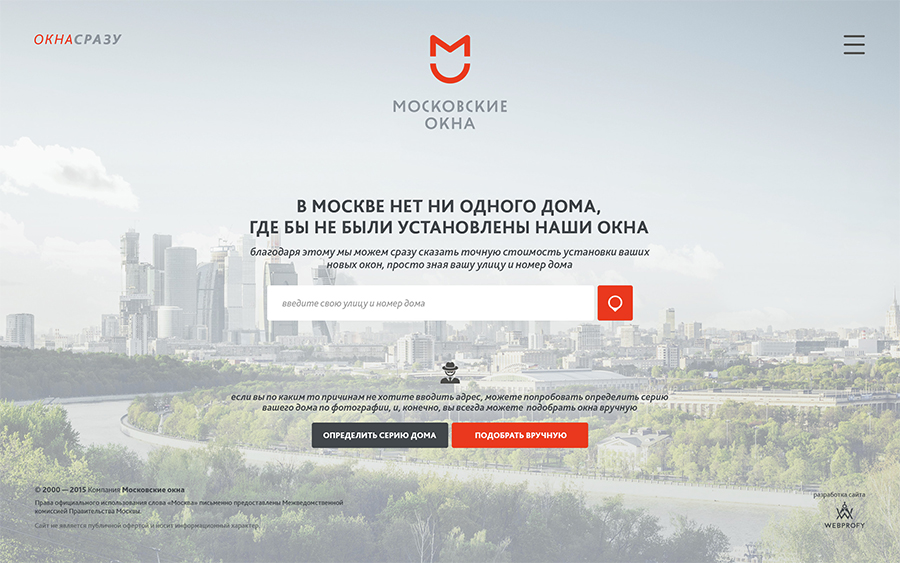 ОКНАСРАЗУ
МОСКОВСКИЕ
ОКНА
В МОСКВЕ НЕТ НИ ОДНОГО ДОМА,
ГДЕ БЫ НЕ БЫЛИ УСТАНОВЛЕНЫ НАШИ ОКНА
благодаря этому мы можем сразу сказать точную стоимость установки ваших
новых окон, просто зная вашу улицу и номер дома
введите свою улицу и номер дома
если вы по каким то причинам не хотите вводить адрес, можете попробовать определить серию
вашего дома по фотографии, и, конечно, вы всегда можете подобрать окна вручную
ОПРЕДЕЛИТЬ СЕРИЮ ДОМА
ПОДОБРАТЬ ВРУЧНУЮ
© 2000 — 2015 Компания Московские окна
Права официального использования слова «Москва» письменно предоставлены Межведомственной
комиссией Правительства Москвы.
Сайт не является публичной офертой и носит информационный характер.
разработка сайта
WEBPROFY